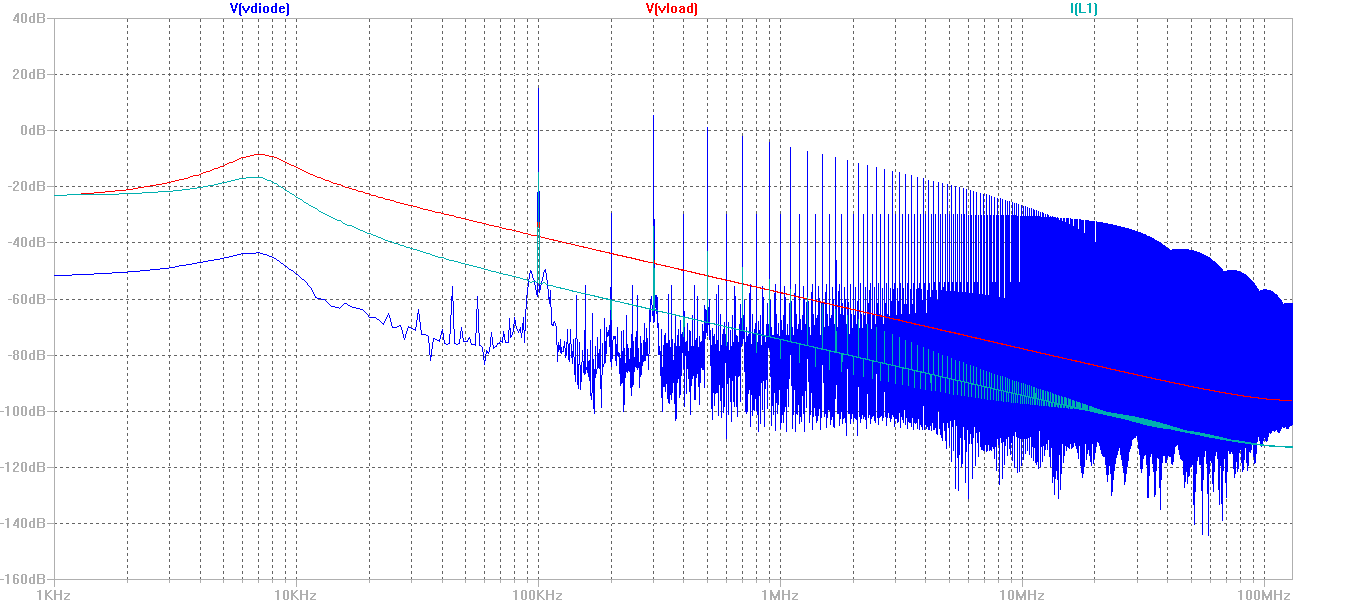 V(vdiode) V(vload) I(L1)
40dB
20dB
0dB
-20dB
-40dB
-60dB
-80dB
-100dB
-120dB
-140dB
-160dB
1KHz 10KHz 100KHz 1MHz 10MHz 100MHz